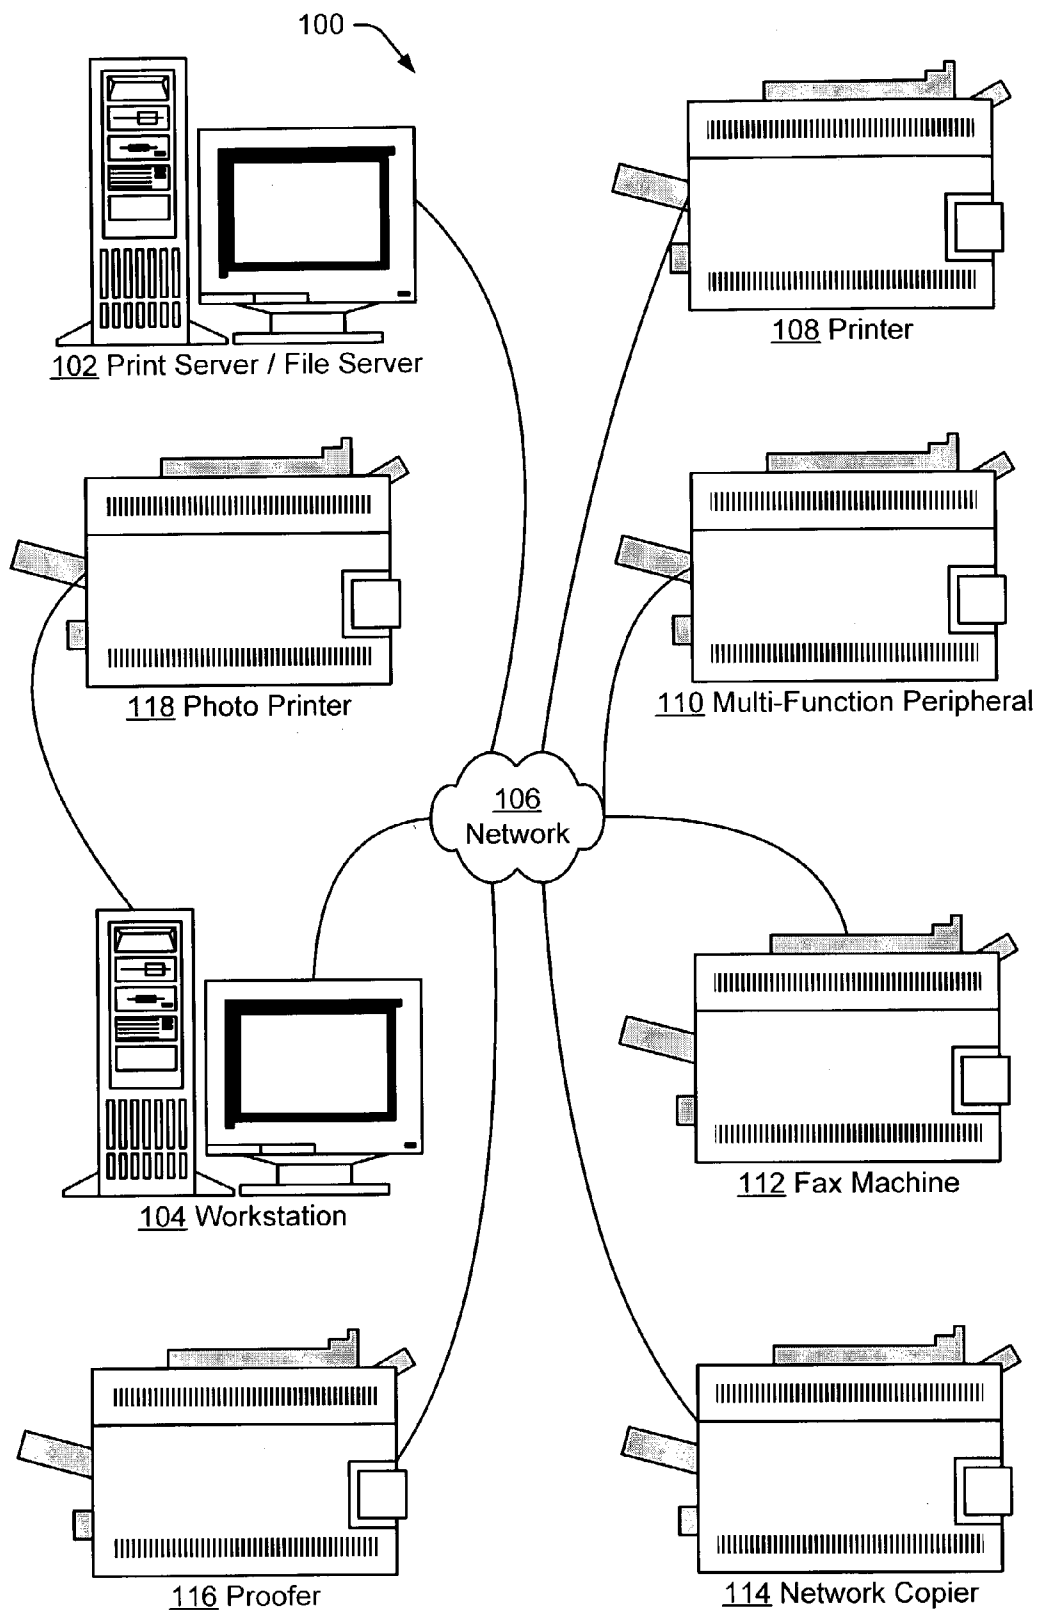 100
102 Print Server / File Server
108 Printer
118 Photo Printer
110 Multi-Function Peripheral
106
Network
104 Workstation
112 Fax Machine
116 Proofer
114 Network Copier